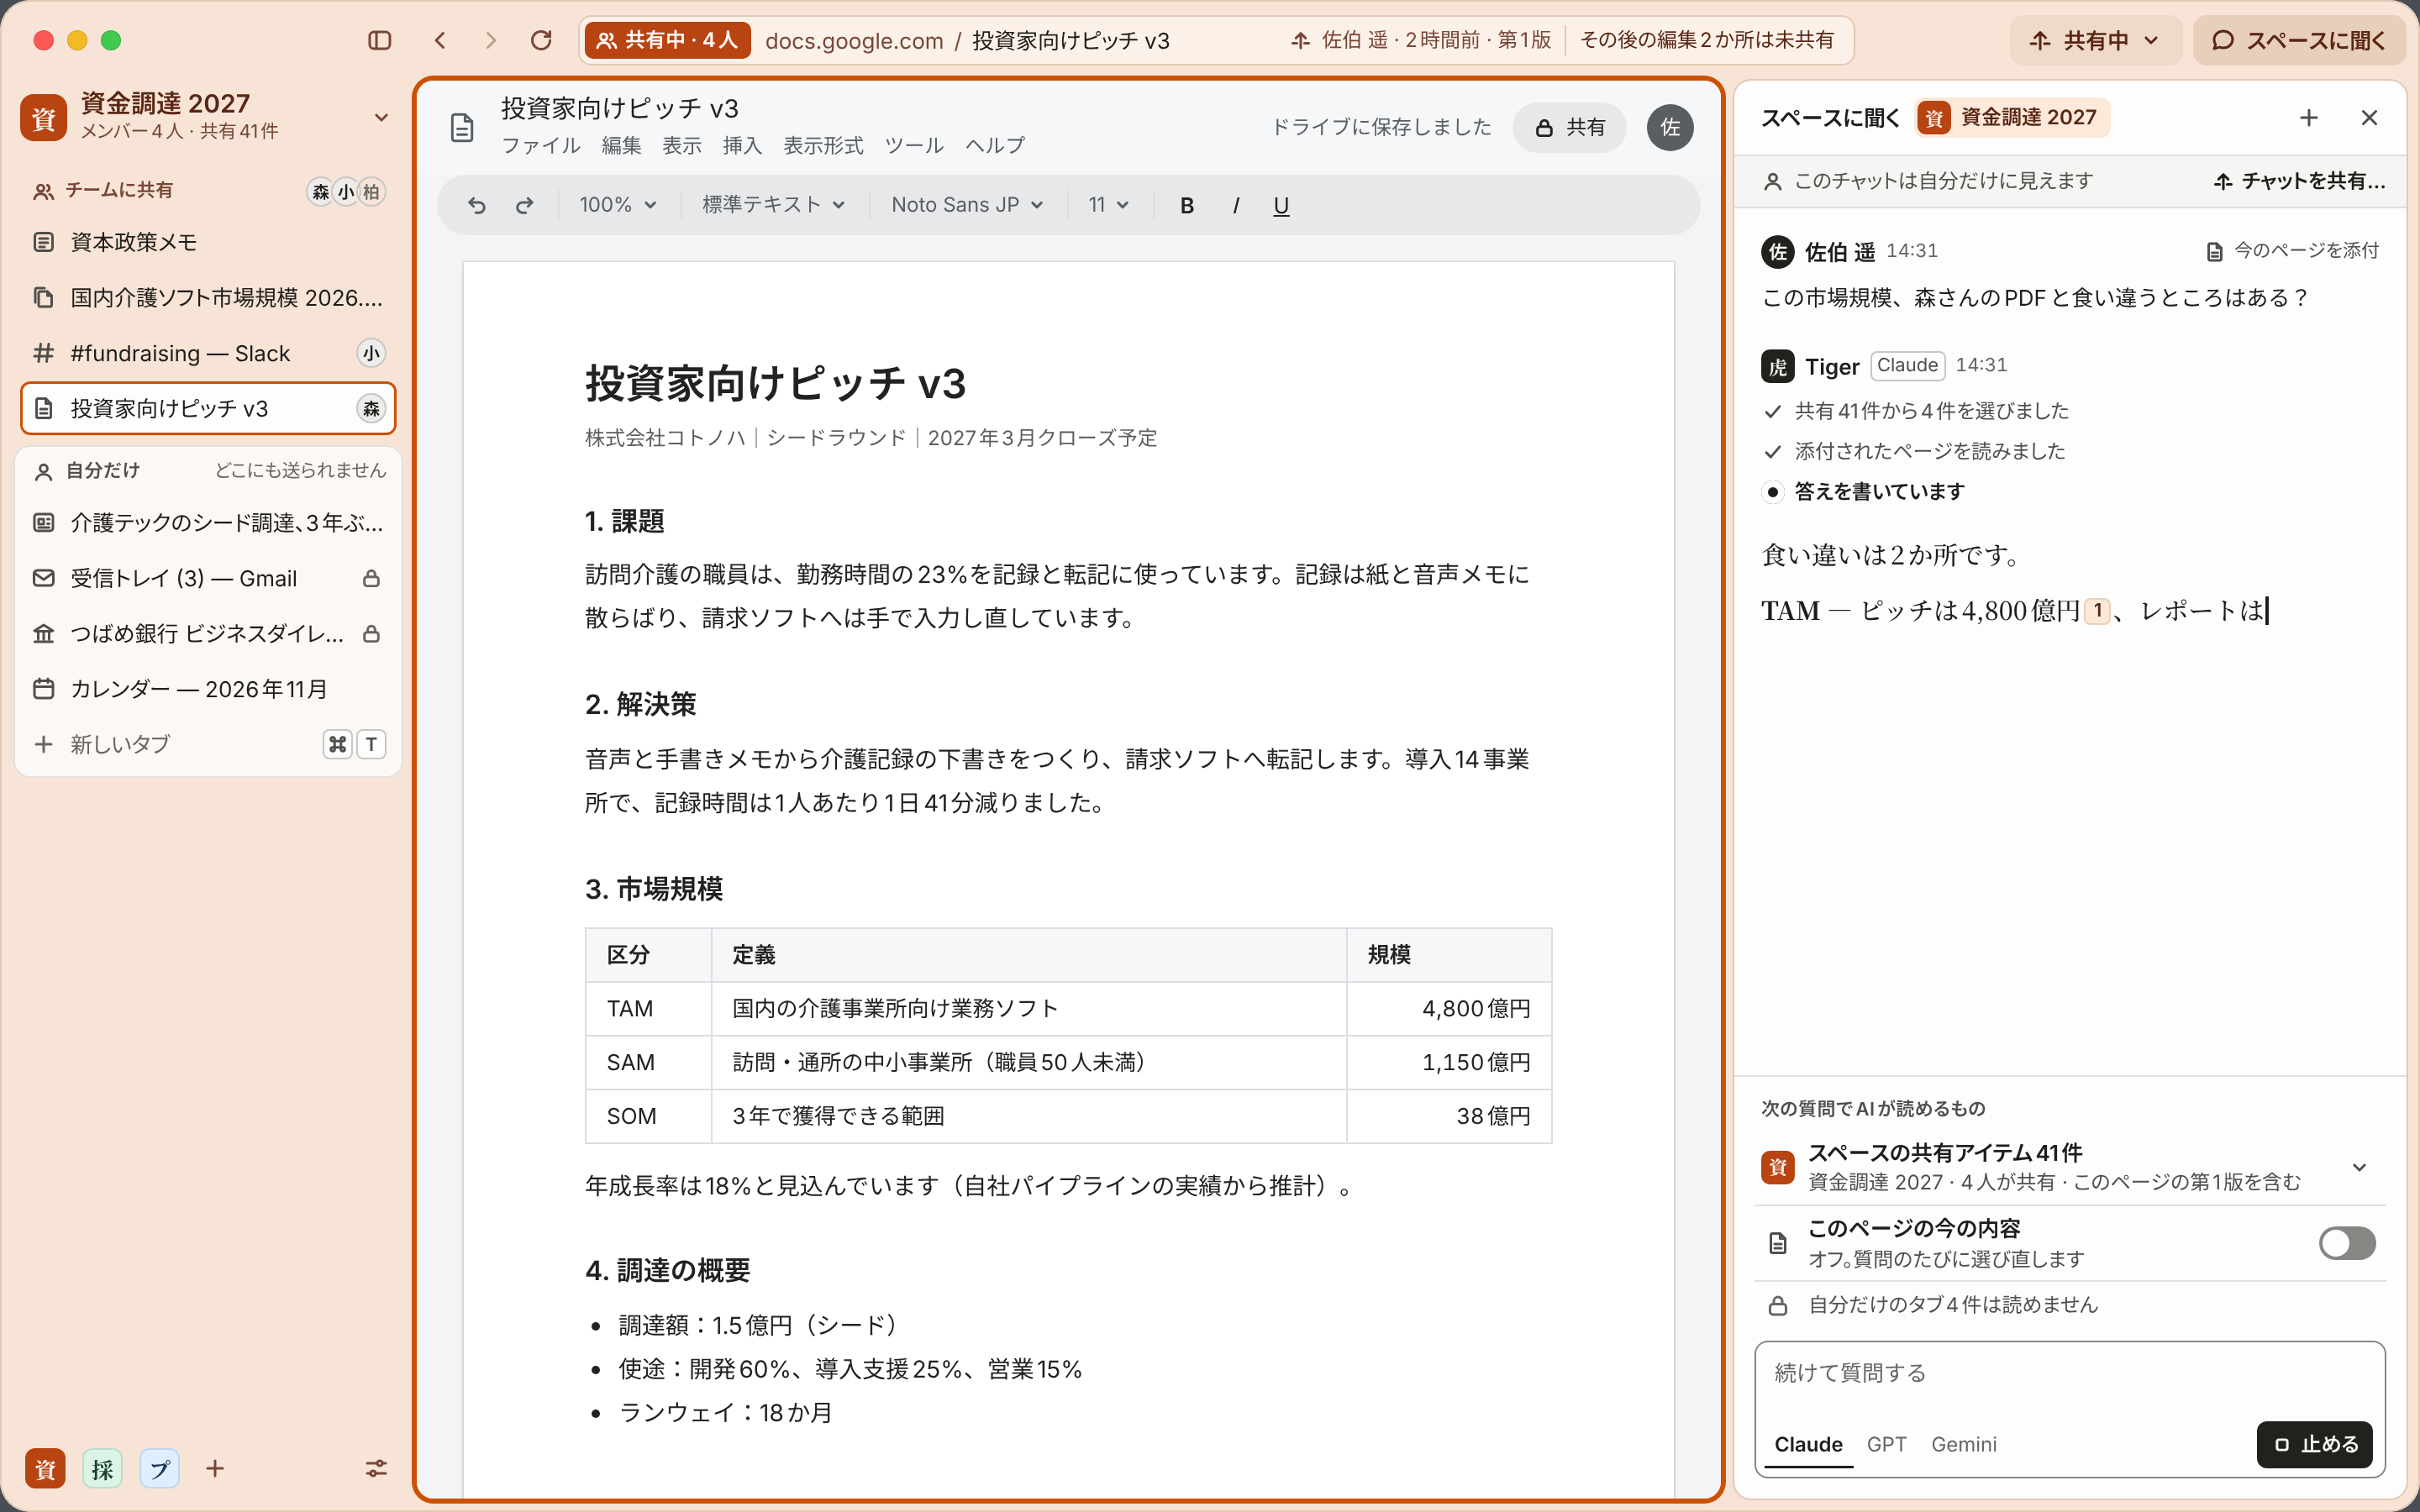 共有中 · 4人
docs.google.com / 投資家向けピッチ v3
佐伯 遥 · 2時間前 · 第1版
その後の編集2か所は未共有
共有中
スペースに聞く
資
資金調達 2027
メンバー4人 · 共有41件
チームに共有
森 小 柏
資本政策メモ
国内介護ソフト市場規模 2026....
#fundraising — Slack
小
投資家向けピッチ v3
森
自分だけ
どこにも送られません
介護テックのシード調達、3年ぶ...
受信トレイ (3) — Gmail
つばめ銀行 ビジネスダイレ...
カレンダー — 2026年11月
新しいタブ
⌘ T
資 採 プ
投資家向けピッチ v3
ファイル 編集 表示 挿入 表示形式 ツール ヘルプ
ドライブに保存しました
共有
佐
100%
標準テキスト
Noto Sans JP
11
B I U
投資家向けピッチ v3
株式会社コトノハ｜シードラウンド｜2027年3月クローズ予定
1. 課題
訪問介護の職員は、勤務時間の23%を記録と転記に使っています。記録は紙と音声メモに
散らばり、請求ソフトへは手で入力し直しています。
2. 解決策
音声と手書きメモから介護記録の下書きをつくり、請求ソフトへ転記します。導入14事業
所で、記録時間は1人あたり1日41分減りました。
3. 市場規模
区分 定義 規模
TAM 国内の介護事業所向け業務ソフト 4,800億円
SAM 訪問・通所の中小事業所（職員50人未満） 1,150億円
SOM 3年で獲得できる範囲 38億円
年成長率は18%と見込んでいます（自社パイプラインの実績から推計）。
4. 調達の概要
• 調達額：1.5億円（シード）
• 使途：開発60%、導入支援25%、営業15%
• ランウェイ：18か月
スペースに聞く
資 資金調達 2027
このチャットは自分だけに見えます
チャットを共有...
佐 佐伯 遥 14:31
今のページを添付
この市場規模、森さんのPDFと食い違うところはある？
虎 Tiger Claude 14:31
共有41件から4件を選びました
添付されたページを読みました
答えを書いています
食い違いは2か所です。
TAM — ピッチは4,800億円 1 、レポートは
次の質問でAIが読めるもの
資
スペースの共有アイテム41件
資金調達 2027 · 4人が共有 · このページの第1版を含む
このページの今の内容
オフ。質問のたびに選び直します
自分だけのタブ4件は読めません
続けて質問する
Claude GPT Gemini
止める